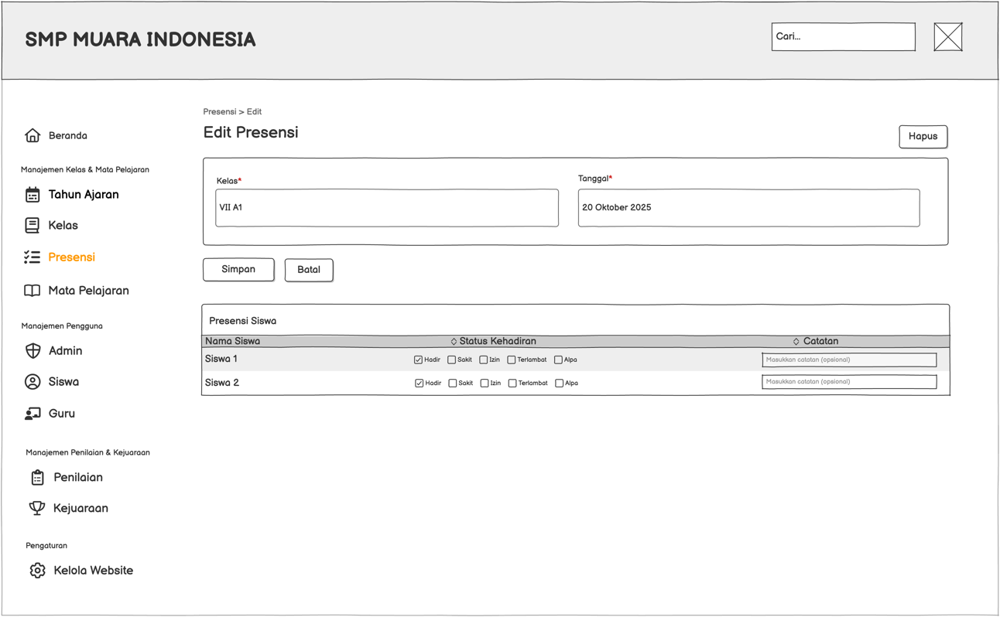 SMP MUARA INDONESIA
Cari...
Beranda
Manajemen Kelas & Mata Pelajaran
Tahun Ajaran
Kelas
Presensi
Mata Pelajaran
Manajemen Pengguna
Admin
Siswa
Guru
Manajemen Penilaian & Kejuaraan
Penilaian
Kejuaraan
Pengaturan
Kelola Website
Presensi > Edit
Edit Presensi
Hapus
Kelas*
VII A1
Tanggal*
20 Oktober 2025
Simpan
Batal
Presensi Siswa
Nama Siswa Status Kehadiran Catatan
Siswa 1 Hadir Sakit Izin Terlambat Alpa Masukkan catatan (opsional)
Siswa 2 Hadir Sakit Izin Terlambat Alpa Masukkan catatan (opsional)